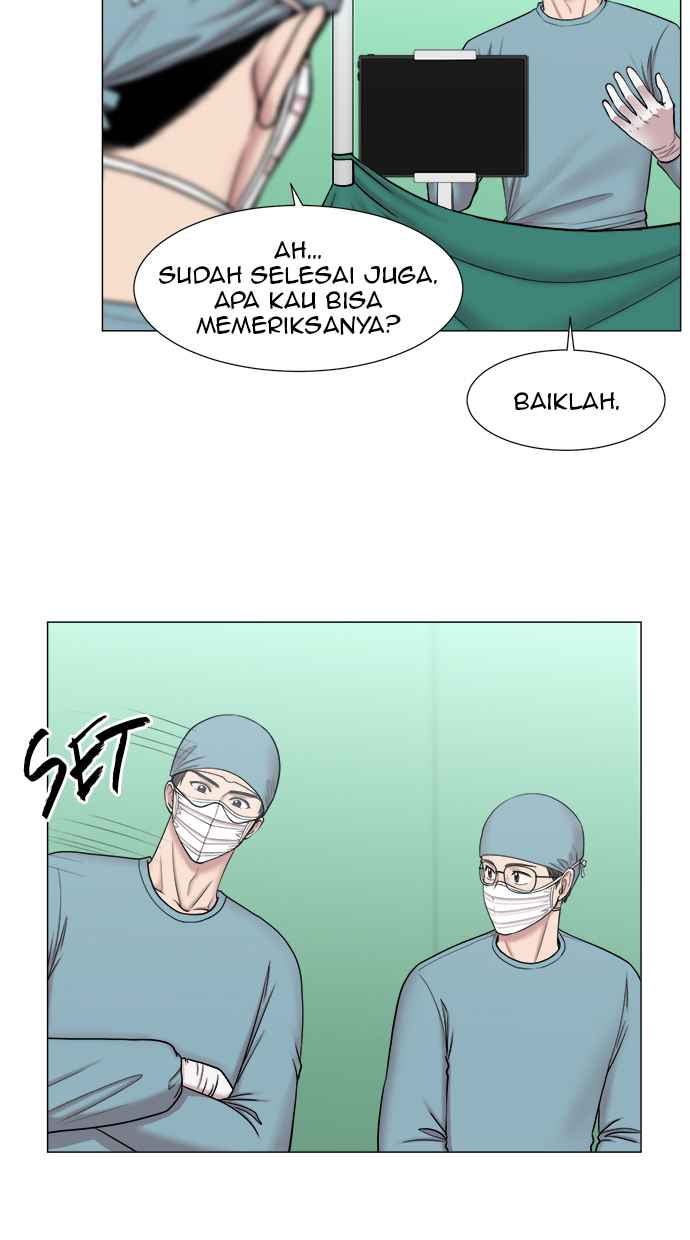 AH...
SUDAH SELESAI JUGA.
APA KAU BISA
MEMERIKSANYA?
BAIKLAH.
SET